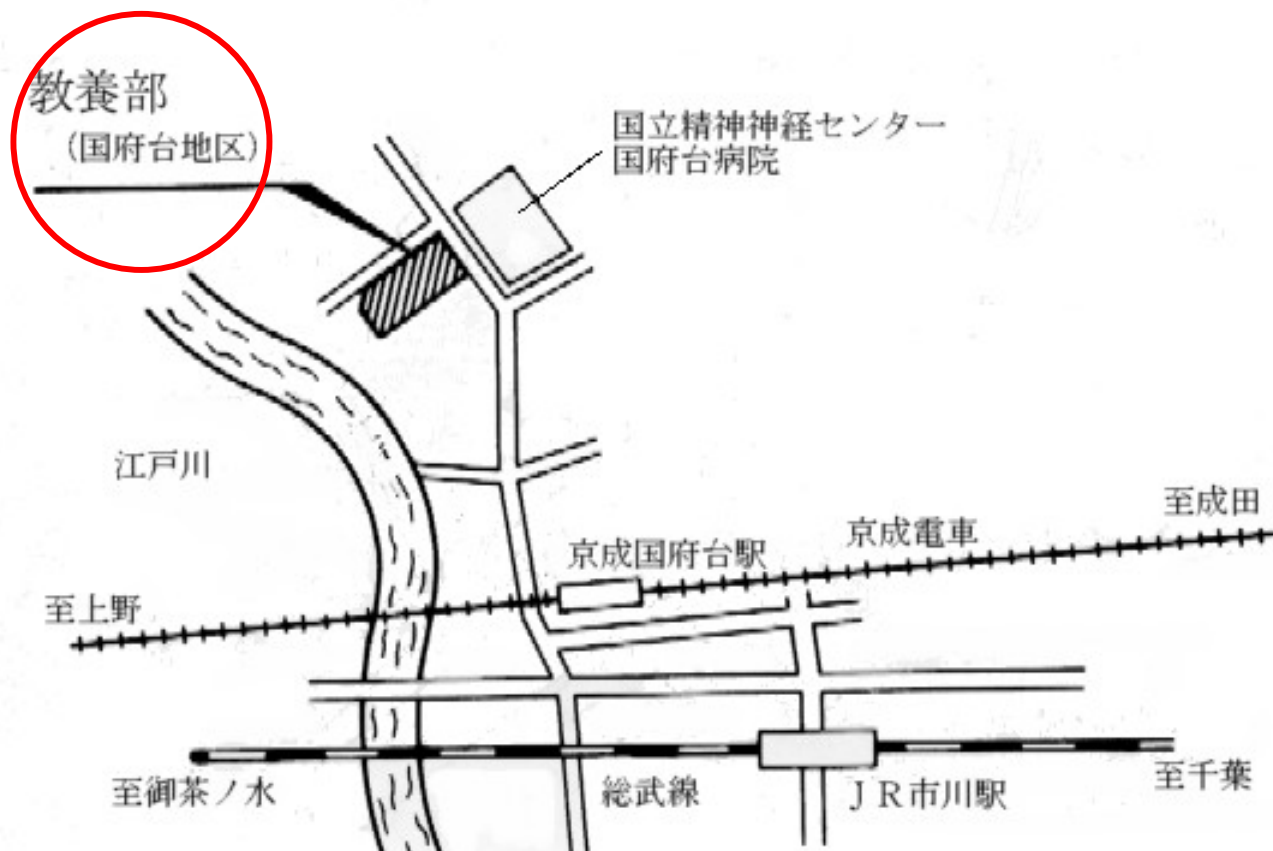 教養部
（国府台地区）
国立精神神経センター
国府台病院
江戸川
至成田
京成電車
京成国府台駅
至上野
至御茶ノ水
総武線
ＪＲ市川駅
至千葉